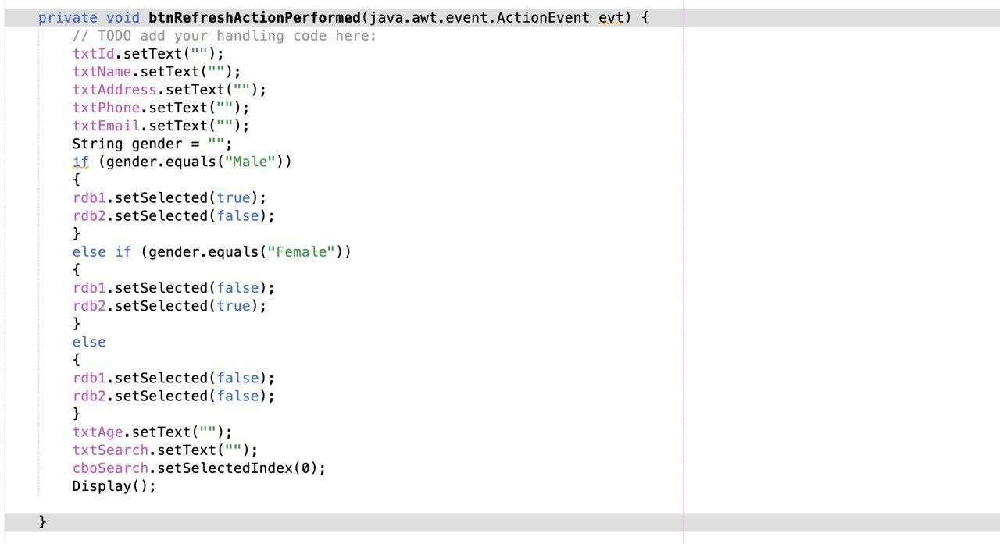 private void btnRefreshActionPerformed(java.awt.event.ActionEvent evt) {
// TODO add your handling code here:
txtId.setText("");
txtName.setText("");
txtAddress.setText("");
txtPhone.setText("");
txtEmail.setText("");
String gender = "";
if (gender.equals("Male"))
{
rdb1.setSelected(true);
rdb2.setSelected(false);
}
else if (gender.equals("Female"))
{
rdb1.setSelected(false);
rdb2.setSelected(true);
}
else
{
rdb1.setSelected(false);
rdb2.setSelected(false);
}
txtAge.setText("");
txtSearch.setText("");
cboSearch.setSelectedIndex(0);
Display();
}